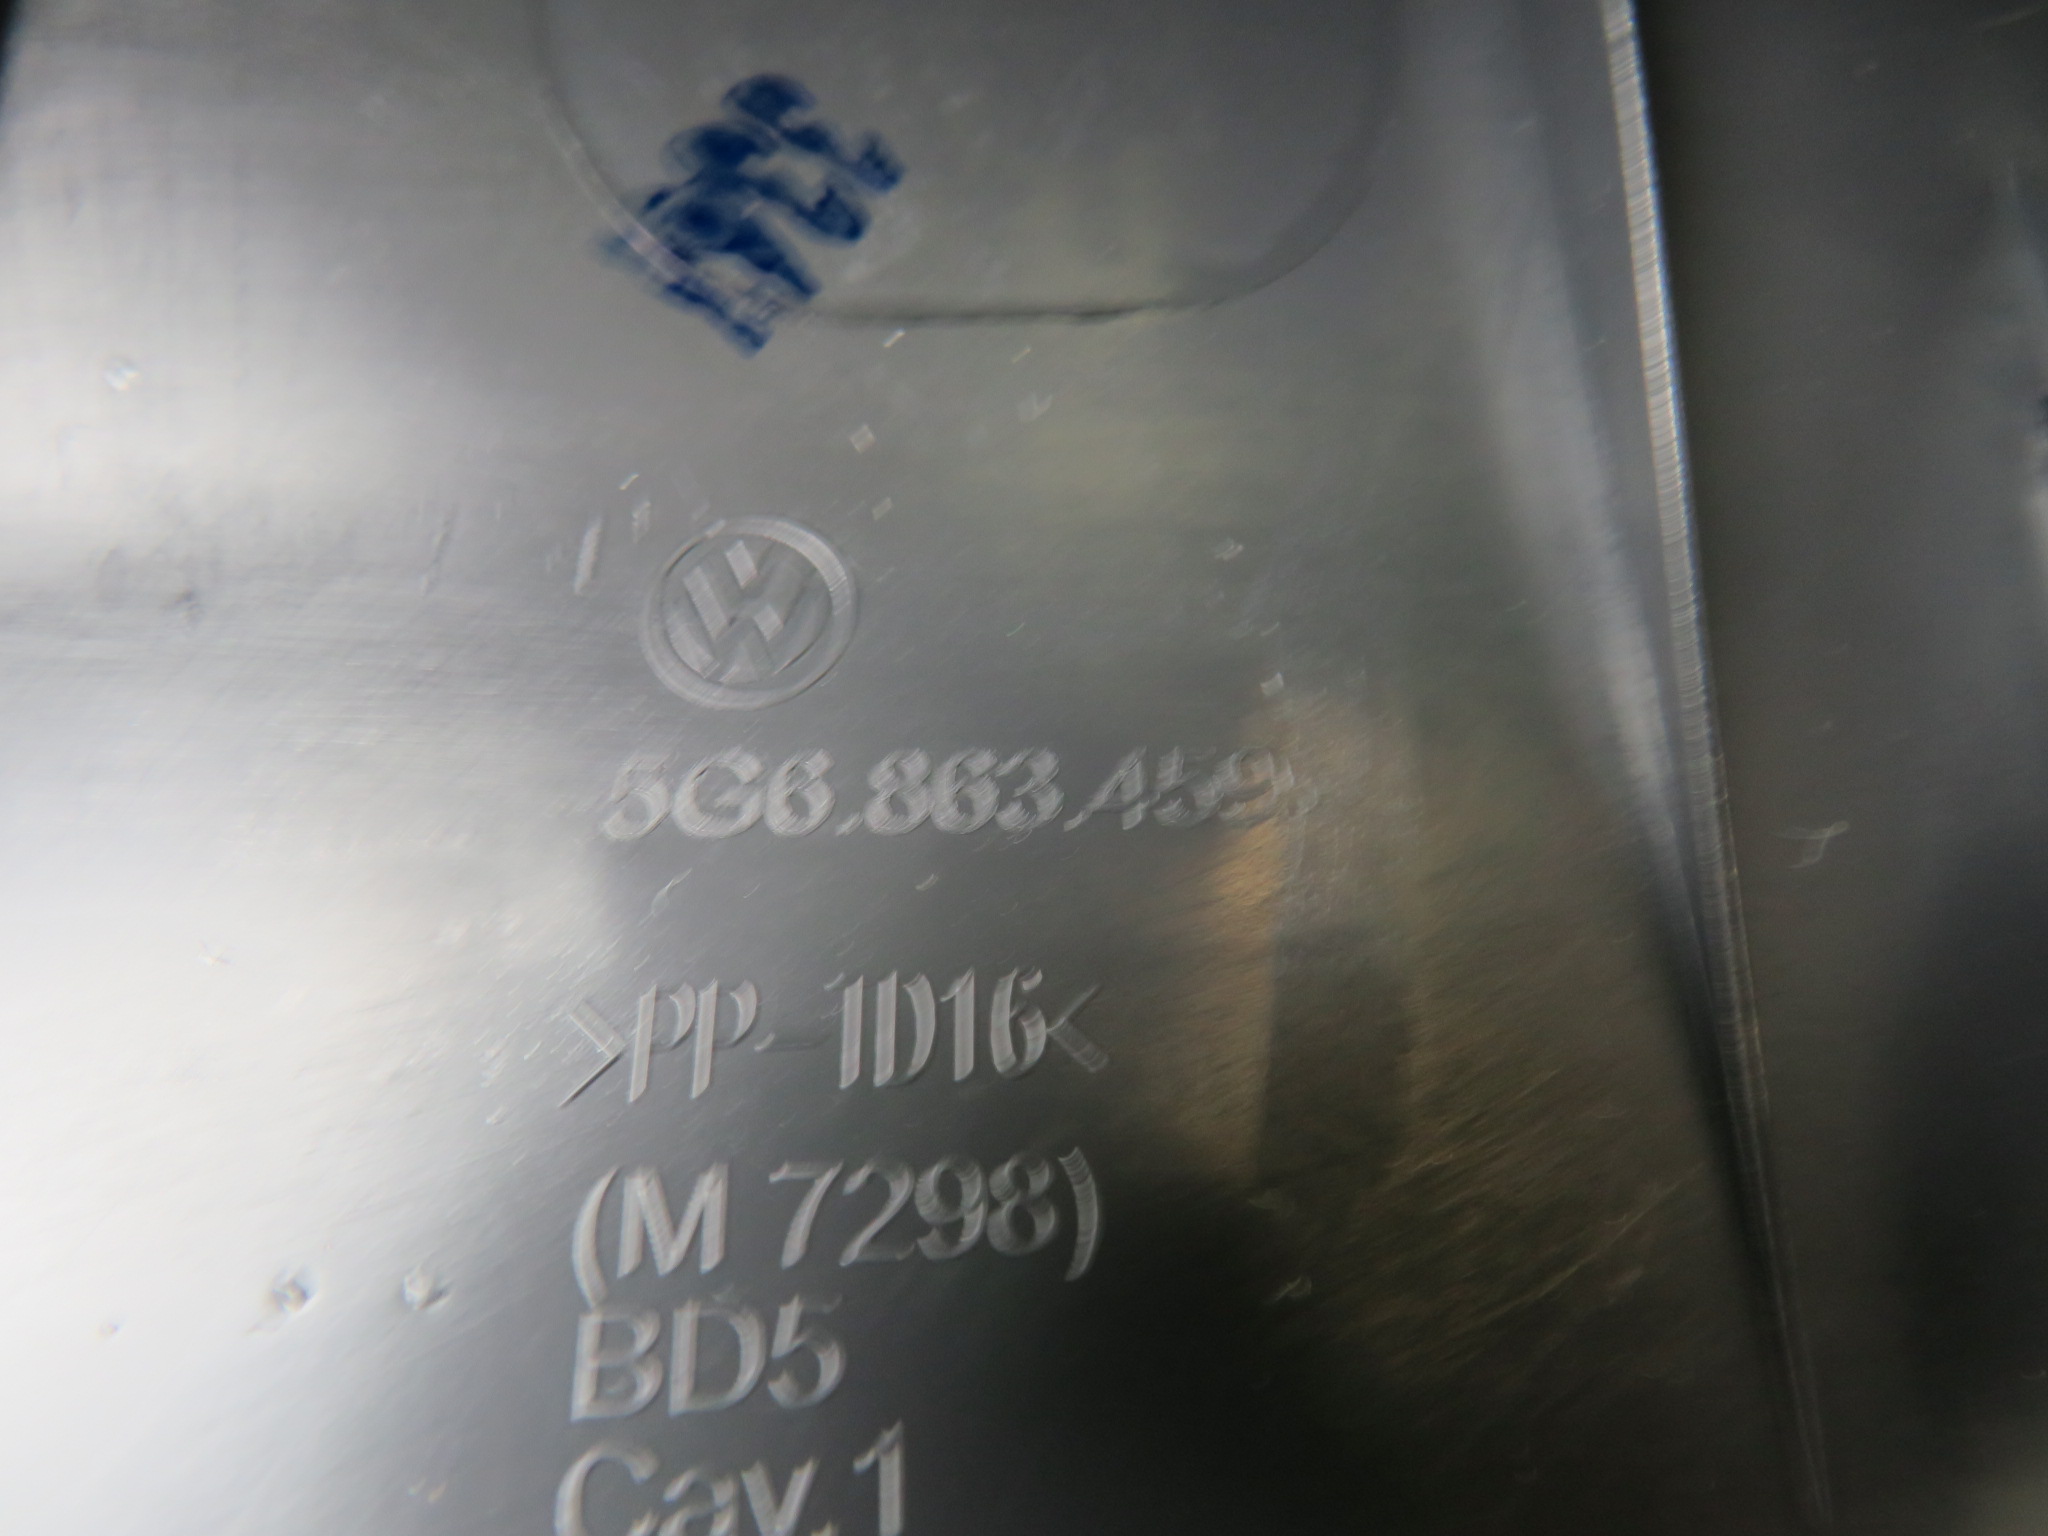 5G6.863.459
>PP-TD16<
(M 7298)
BD5
Cav.1